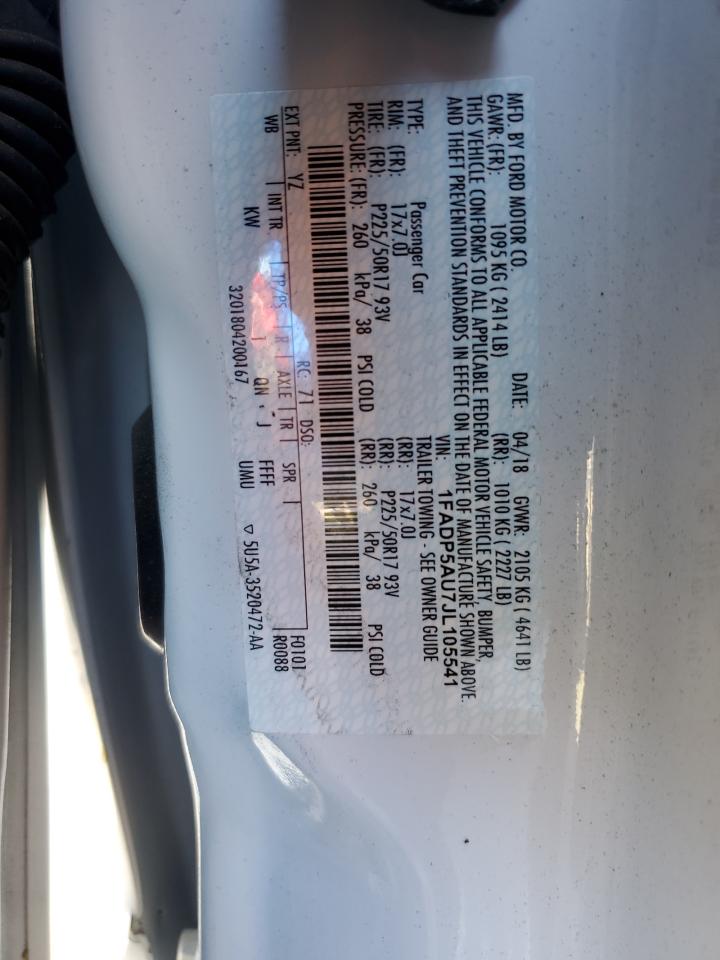 MFD. BY FORD MOTOR CO.
DATE: 04/18 GVWR: 2105 KG ( 4641 LB)
GAWR: (FR): 1095 KG ( 2414 LB) (RR): 1010 KG ( 2227 LB)
THIS VEHICLE CONFORMS TO ALL APPLICABLE FEDERAL MOTOR VEHICLE SAFETY, BUMPER,
AND THEFT PREVENTION STANDARDS IN EFFECT ON THE DATE OF MANUFACTURE SHOWN ABOVE.
VIN: 1FADP5AU7JL105541
TYPE: Passenger Car TRAILER TOWING - SEE OWNER GUIDE
RIM: (FR): 17x7.0J (RR): 17x7.0J
TIRE: (FR): P225/50R17 93V (RR): P225/50R17 93V
PRESSURE: (FR): 260 kPa/ 38 PSI COLD (RR): 260 kPa/ 38 PSI COLD
EXT PNT: YZ RC: 71 DSO: F0101
WB INT TR TP/PS R AXLE TR SPR R0088
KW QN J FFFF
3201804200467 UMU ▽ 5U5A-3520472-AA